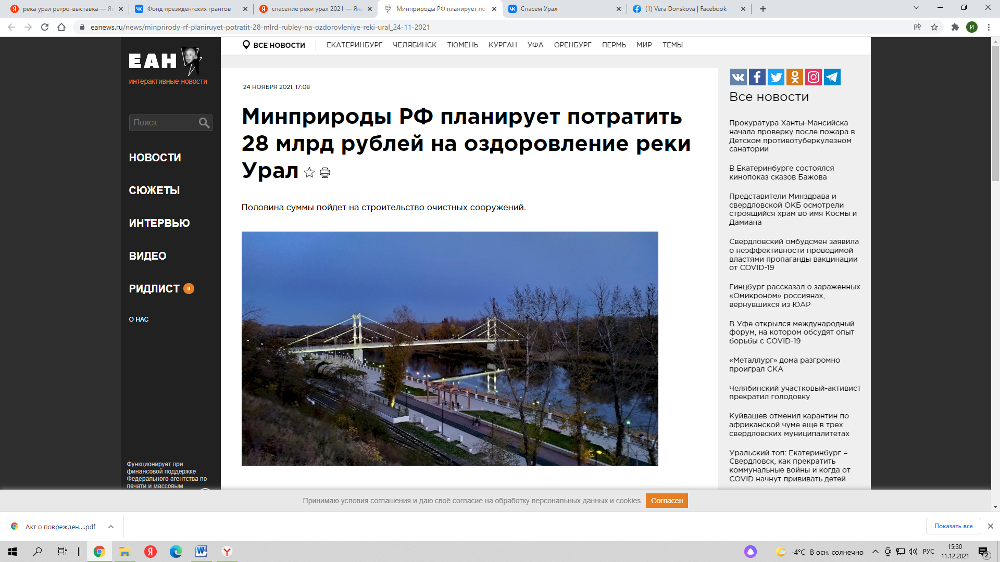 река урал ретро-выставка — Ян
Фонд президентских грантов
спасение реки урал 2021 — Янд
Минприроды РФ планирует пот
Спасем Урал
(1) Vera Donskova | Facebook
eanews.ru/news/minprirody-rf-planiruyet-potratit-28-mlrd-rubley-na-ozdorovleniye-reki-ural_24-11-2021
И
ЕАН
интерактивные новости
Поиск..
НОВОСТИ
СЮЖЕТЫ
ИНТЕРВЬЮ
ВИДЕО
РИДЛИСТ 0
О НАС
Функционирует при
финансовой поддержке
Федерального агентства по
печати и массовым
ВСЕ НОВОСТИ
ЕКАТЕРИНБУРГ ЧЕЛЯБИНСК ТЮМЕНЬ КУРГАН УФА ОРЕНБУРГ ПЕРМЬ МИР ТЕМЫ
24 НОЯБРЯ 2021, 17:08
Минприроды РФ планирует потратить
28 млрд рублей на оздоровление реки
Урал
Половина суммы пойдет на строительство очистных сооружений.
Все новости
Прокуратура Ханты-Мансийска
начала проверку после пожара в
Детском противотуберкулезном
санатории
В Екатеринбурге состоялся
кинопоказ сказов Бажова
Представители Минздрава и
свердловской ОКБ осмотрели
строящийся храм во имя Космы и
Дамиана
Свердловский омбудсмен заявила
о неэффективности проводимой
властями пропаганды вакцинации
от COVID-19
Гинцбург рассказал о зараженных
«Омикроном» россиянах,
вернувшихся из ЮАР
В Уфе открылся международный
форум, на котором обсудят опыт
борьбы с COVID-19
«Металлург» дома разгромно
проиграл СКА
Челябинский участковый-активист
прекратил голодовку
Куйвашев отменил карантин по
африканской чуме еще в трех
свердловских муниципалитетах
Уральский топ: Екатеринбург =
Свердловск, как прекратить
коммунальные войны и когда от
COVID начнут прививать детей
Принимаю условия соглашения и даю своё согласие на обработку персональных данных и cookies
Согласен
Акт о поврежден....pdf
Показать все
-4°C В осн. солнечно
РУС
15:30
11.12.2021
2